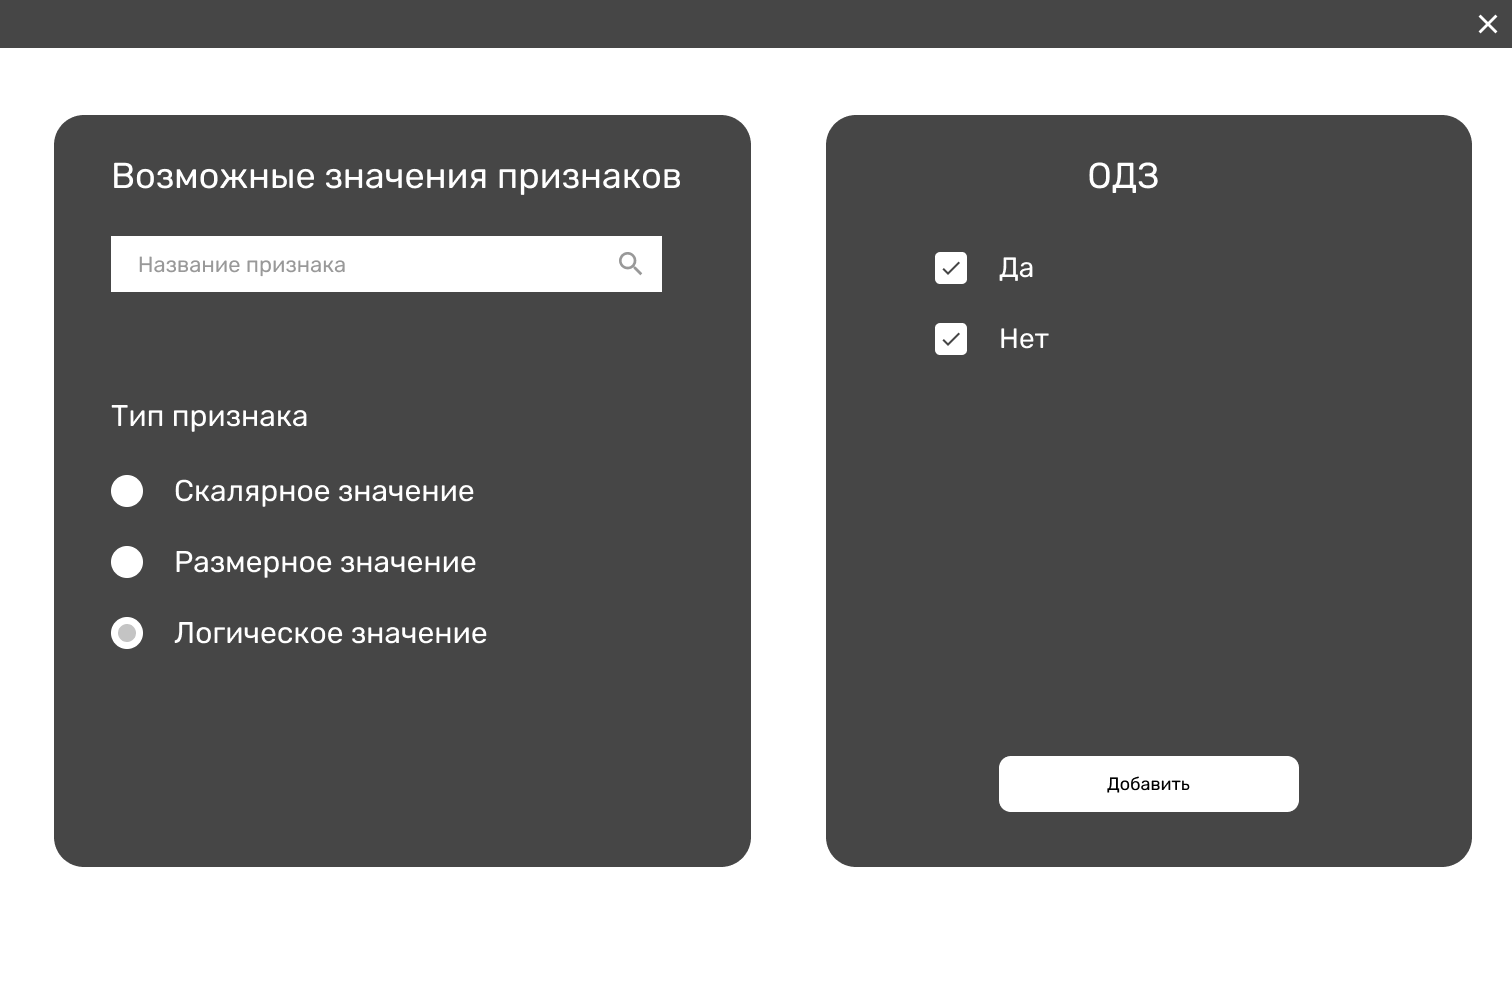 Возможные значения признаков
Название признака
Тип признака
Скалярное значение
Размерное значение
Логическое значение
ОДЗ
Да
Нет
Добавить